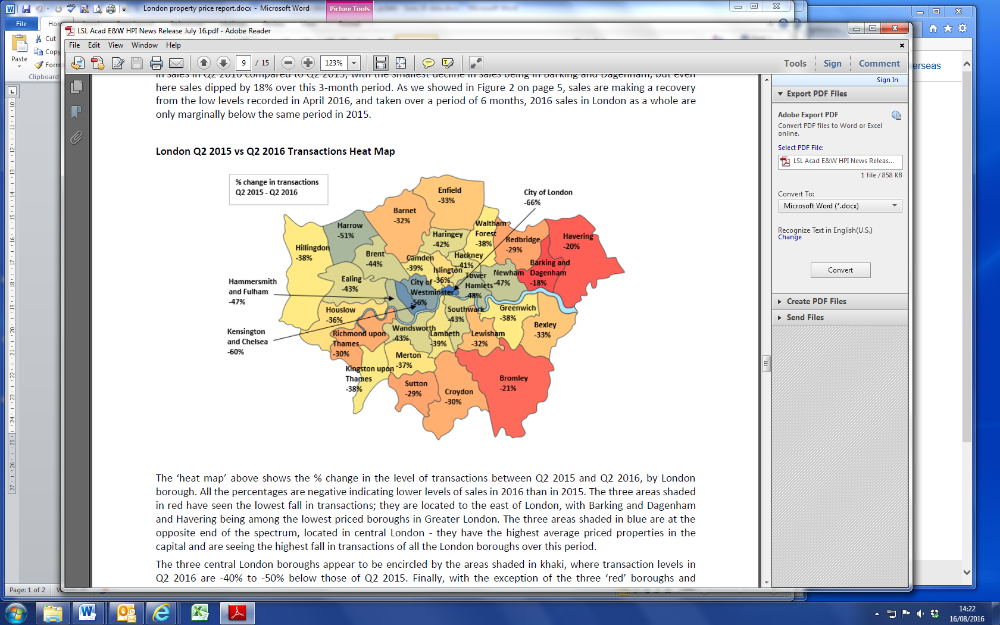 London property price report.docx - Microsoft Word
Picture Tools
File
Hom
Cut
Copy
Form
Paste
Clipboard
LSL Acad E&W HPI News Release July 16.pdf - Adobe Reader
File Edit View Window Help
9 / 15
123%
Tools Sign Comment
erseas
in sales in Q2 2016 compared to Q2 2015, with the smallest decline in sales being in Barking and Dagenham, but even
here sales dipped by 18% over this 3-month period. As we showed in Figure 2 on page 5, sales are making a recovery
from the low levels recorded in April 2016, and taken over a period of 6 months, 2016 sales in London as a whole are
only marginally below the same period in 2015.
London Q2 2015 vs Q2 2016 Transactions Heat Map
% change in transactions
Q2 2015 - Q2 2016
Enfield
-33%
City of London
-66%
Barnet
-32%
Harrow
-51%
Waltham
Forest
-38%
Haringey
-42%
Redbridge
-29%
Havering
-20%
Hillingdon
-38%
Brent
-44%
Camden
-39%
Hackney
-41%
Islington
-36%
Barking and
Dagenham
-18%
Newham
-47%
Tower
Hamlets
-48%
Ealing
-43%
City of
Westminster
-56%
Hammersmith
and Fulham
-47%
Houslow
-36%
Southwark
-43%
Greenwich
-38%
Bexley
-33%
Kensington
and Chelsea
-60%
Richmond upon
Thames
-30%
Wandsworth
-43%
Lambeth
-39%
Lewisham
-32%
Merton
-37%
Kingston upon
Thames
-38%
Sutton
-29%
Croydon
-30%
Bromley
-21%
The ‘heat map’ above shows the % change in the level of transactions between Q2 2015 and Q2 2016, by London
borough. All the percentages are negative indicating lower levels of sales in 2016 than in 2015. The three areas shaded
in red have seen the lowest fall in transactions; they are located to the east of London, with Barking and Dagenham
and Havering being among the lowest priced boroughs in Greater London. The three areas shaded in blue are at the
opposite end of the spectrum, located in central London - they have the highest average priced properties in the
capital and are seeing the highest fall in transactions of all the London boroughs over this period.
The three central London boroughs appear to be encircled by the areas shaded in khaki, where transaction levels in
Q2 2016 are -40% to -50% below those of Q2 2015. Finally, with the exception of the three ‘red’ boroughs and
Sign In
Export PDF Files
Adobe Export PDF
Convert PDF files to Word or Excel
online.
Select PDF File:
LSL Acad E&W HPI News Releas...
1 file / 858 KB
Convert To:
Microsoft Word (*.docx)
Recognize Text in English(U.S.)
Change
Convert
Create PDF Files
Send Files
Page: 1 of 2
14:22
16/08/2016